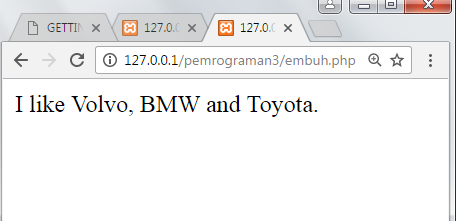 GETTIN
127.0.0
127.0.0
127.0.0.1/pemrograman3/embuh.php
I like Volvo, BMW and Toyota.